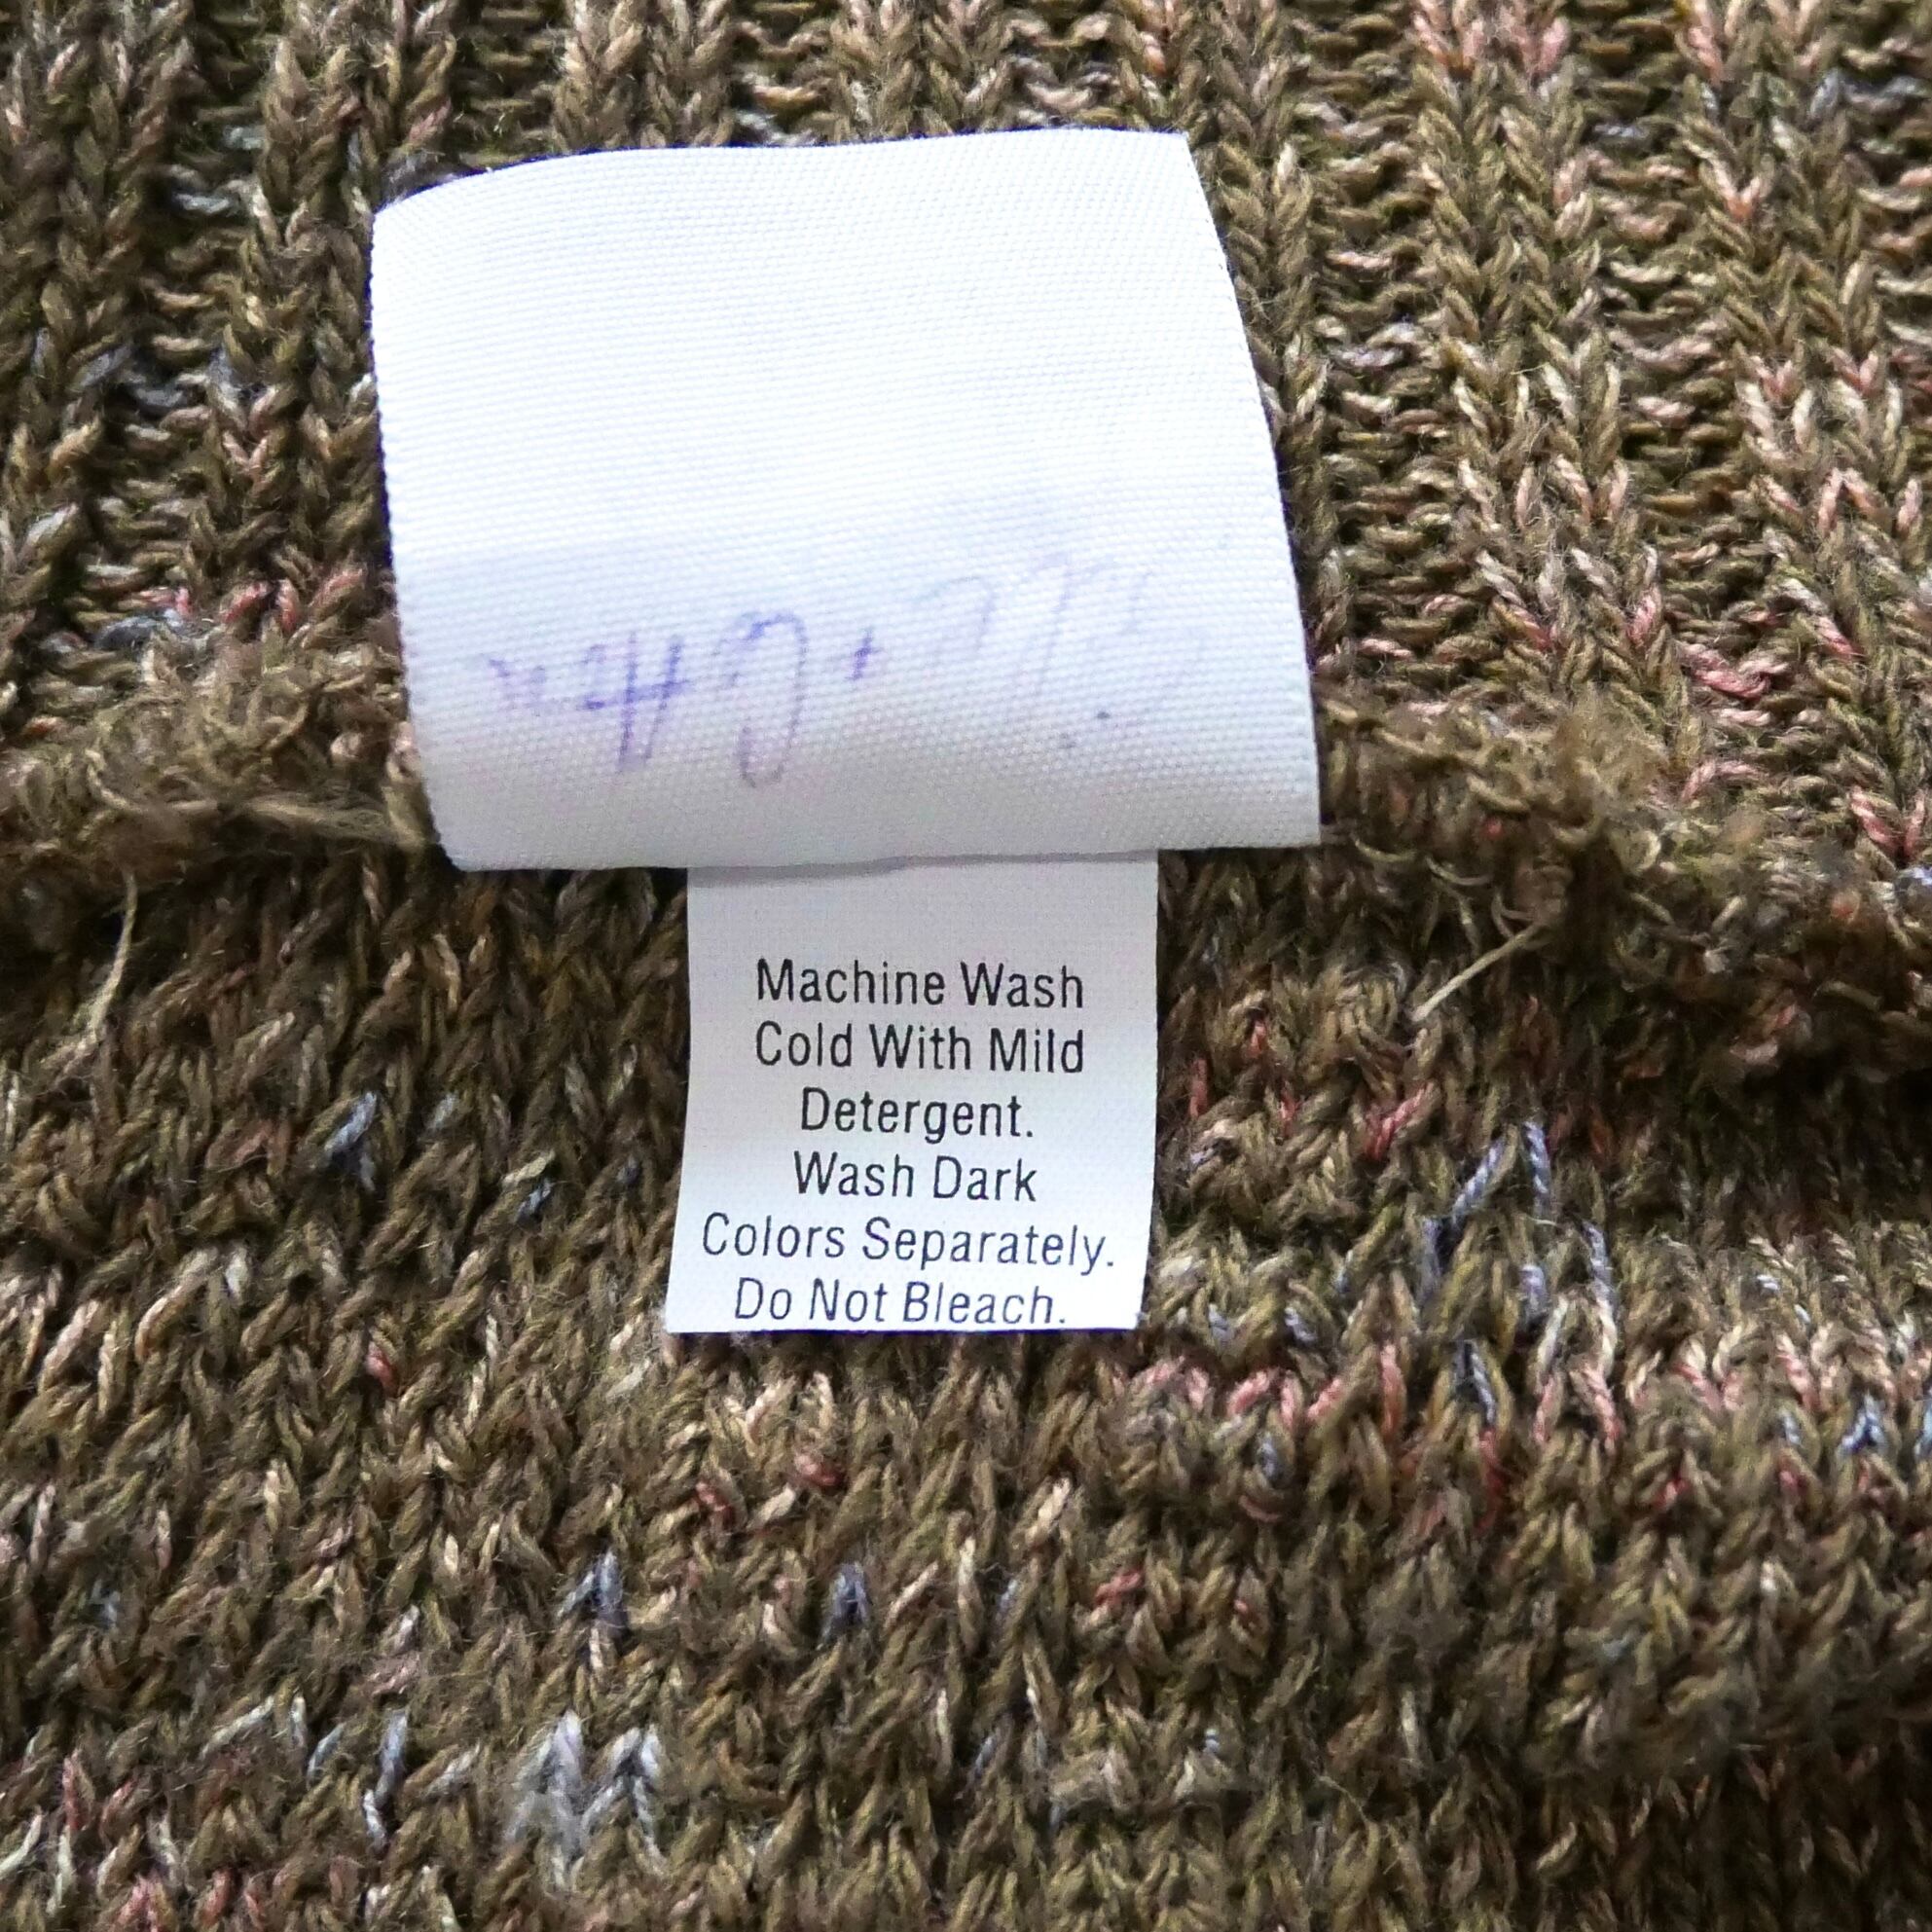 Machine Wash
Cold With Mild
Detergent.
Wash Dark
Colors Separately.
Do Not Bleach.